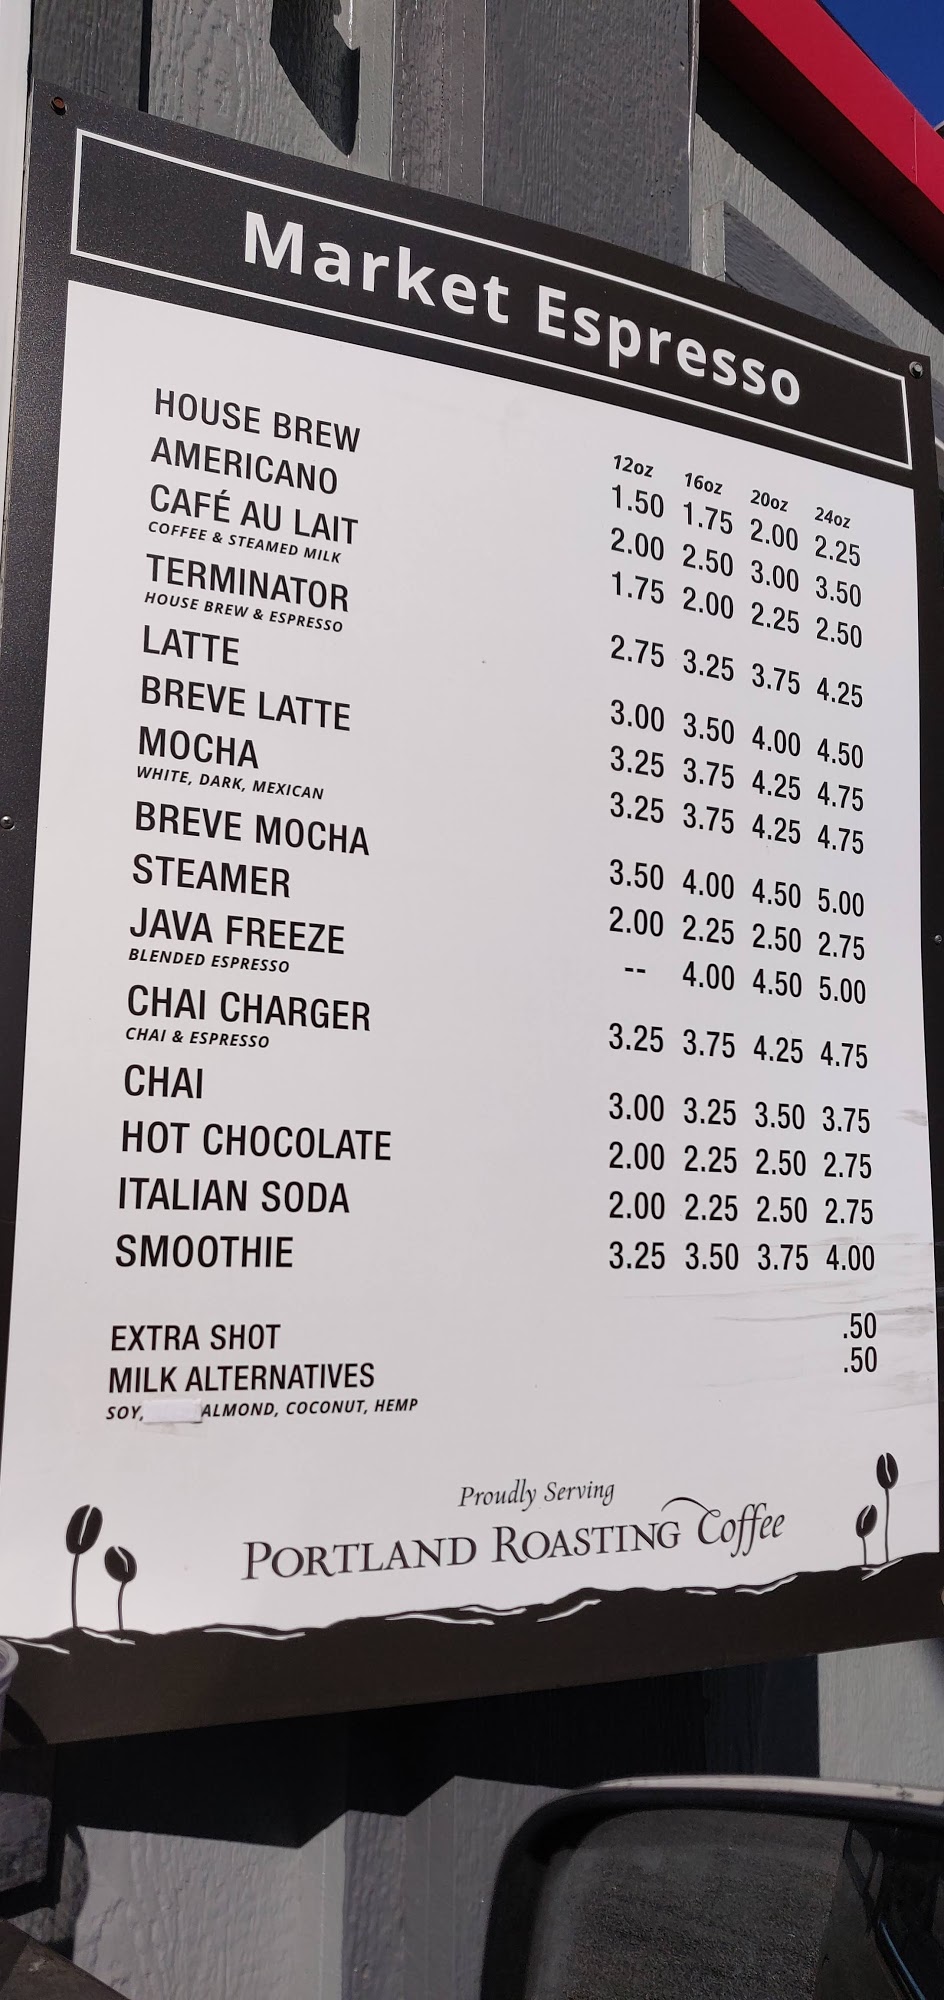 Market Espresso
12oz 16oz 20oz 24oz
HOUSE BREW 1.50 1.75 2.00 2.25
AMERICANO 2.00 2.50 3.00 3.50
CAFÉ AU LAIT 1.75 2.00 2.25 2.50
COFFEE & STEAMED MILK
TERMINATOR 2.75 3.25 3.75 4.25
HOUSE BREW & ESPRESSO
LATTE 3.00 3.50 4.00 4.50
BREVE LATTE 3.25 3.75 4.25 4.75
MOCHA 3.25 3.75 4.25 4.75
WHITE, DARK, MEXICAN
BREVE MOCHA 3.50 4.00 4.50 5.00
STEAMER 2.00 2.25 2.50 2.75
JAVA FREEZE -- 4.00 4.50 5.00
BLENDED ESPRESSO
CHAI CHARGER 3.25 3.75 4.25 4.75
CHAI & ESPRESSO
CHAI 3.00 3.25 3.50 3.75
HOT CHOCOLATE 2.00 2.25 2.50 2.75
ITALIAN SODA 2.00 2.25 2.50 2.75
SMOOTHIE 3.25 3.50 3.75 4.00
EXTRA SHOT .50
MILK ALTERNATIVES .50
SOY, ALMOND, COCONUT, HEMP
Proudly Serving
PORTLAND ROASTING Coffee